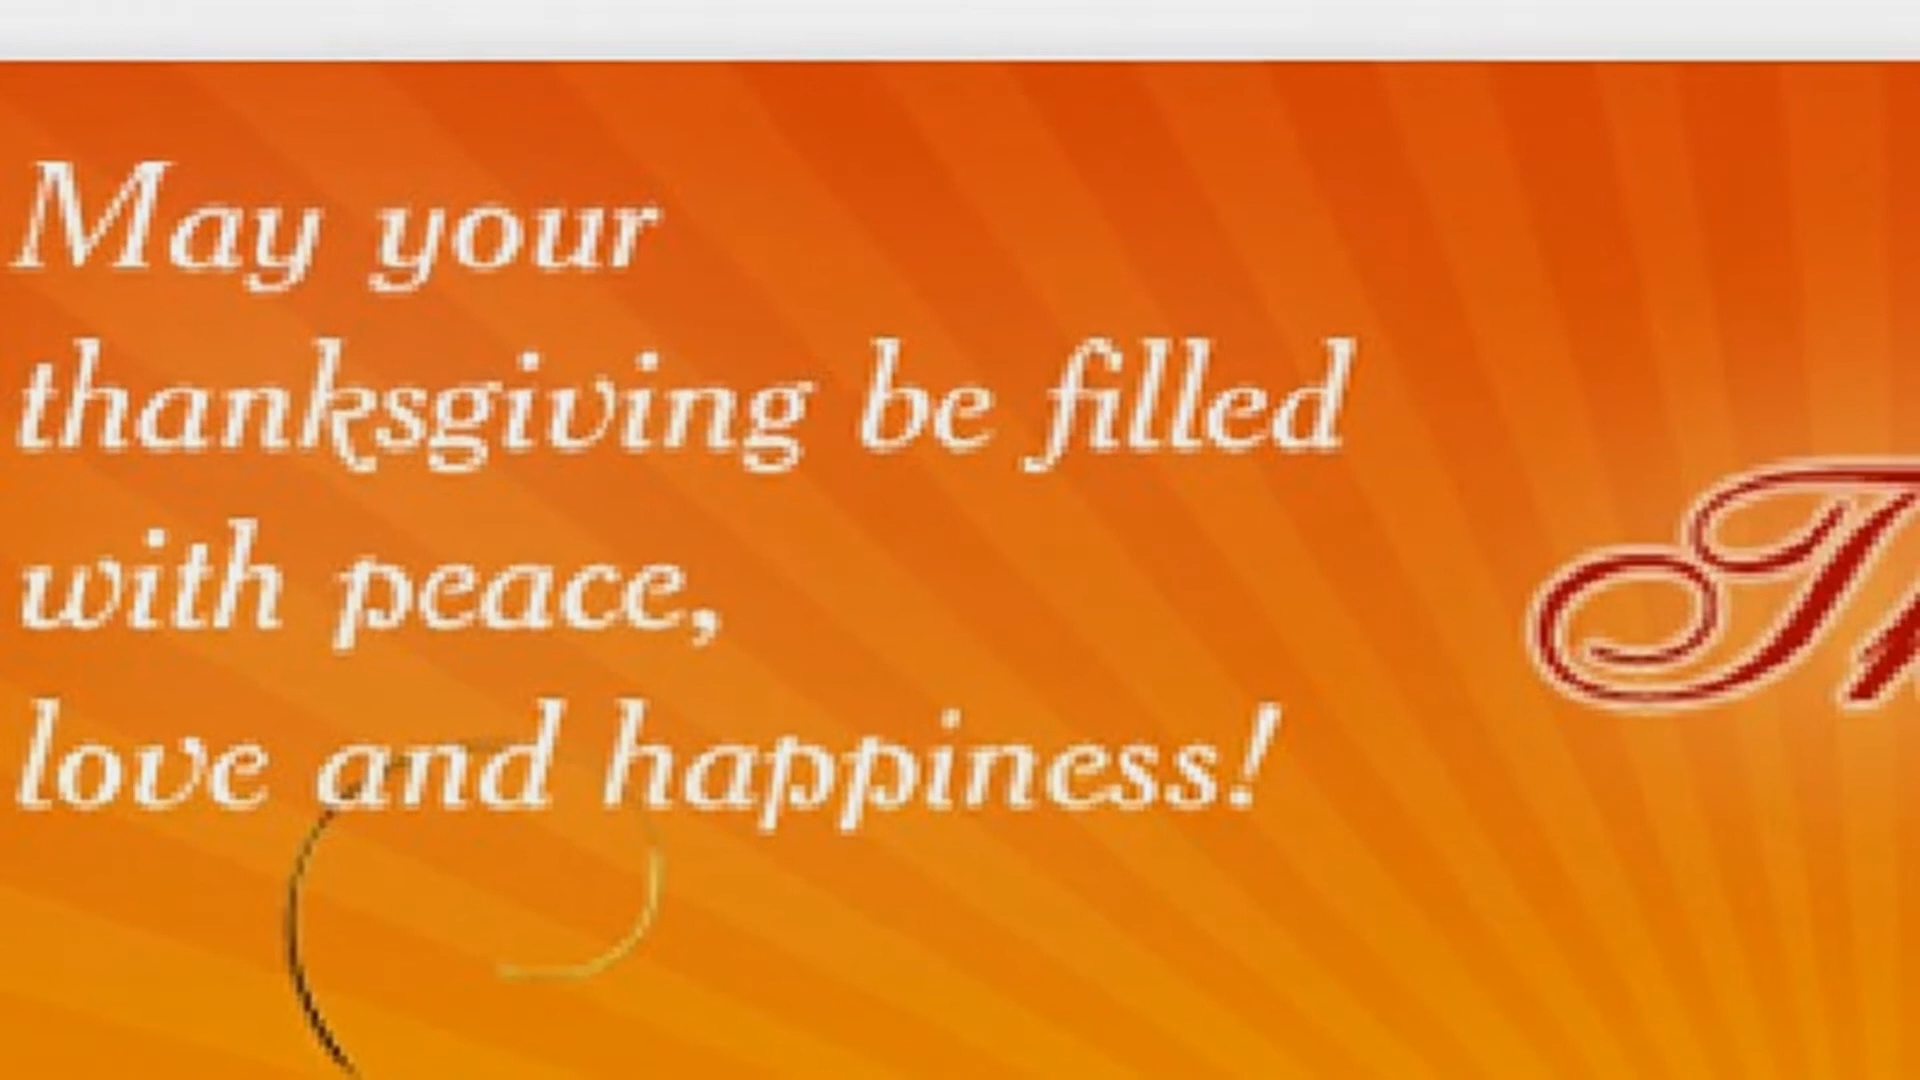 May your
thanksgiving be filled
with peace,
love and happiness!